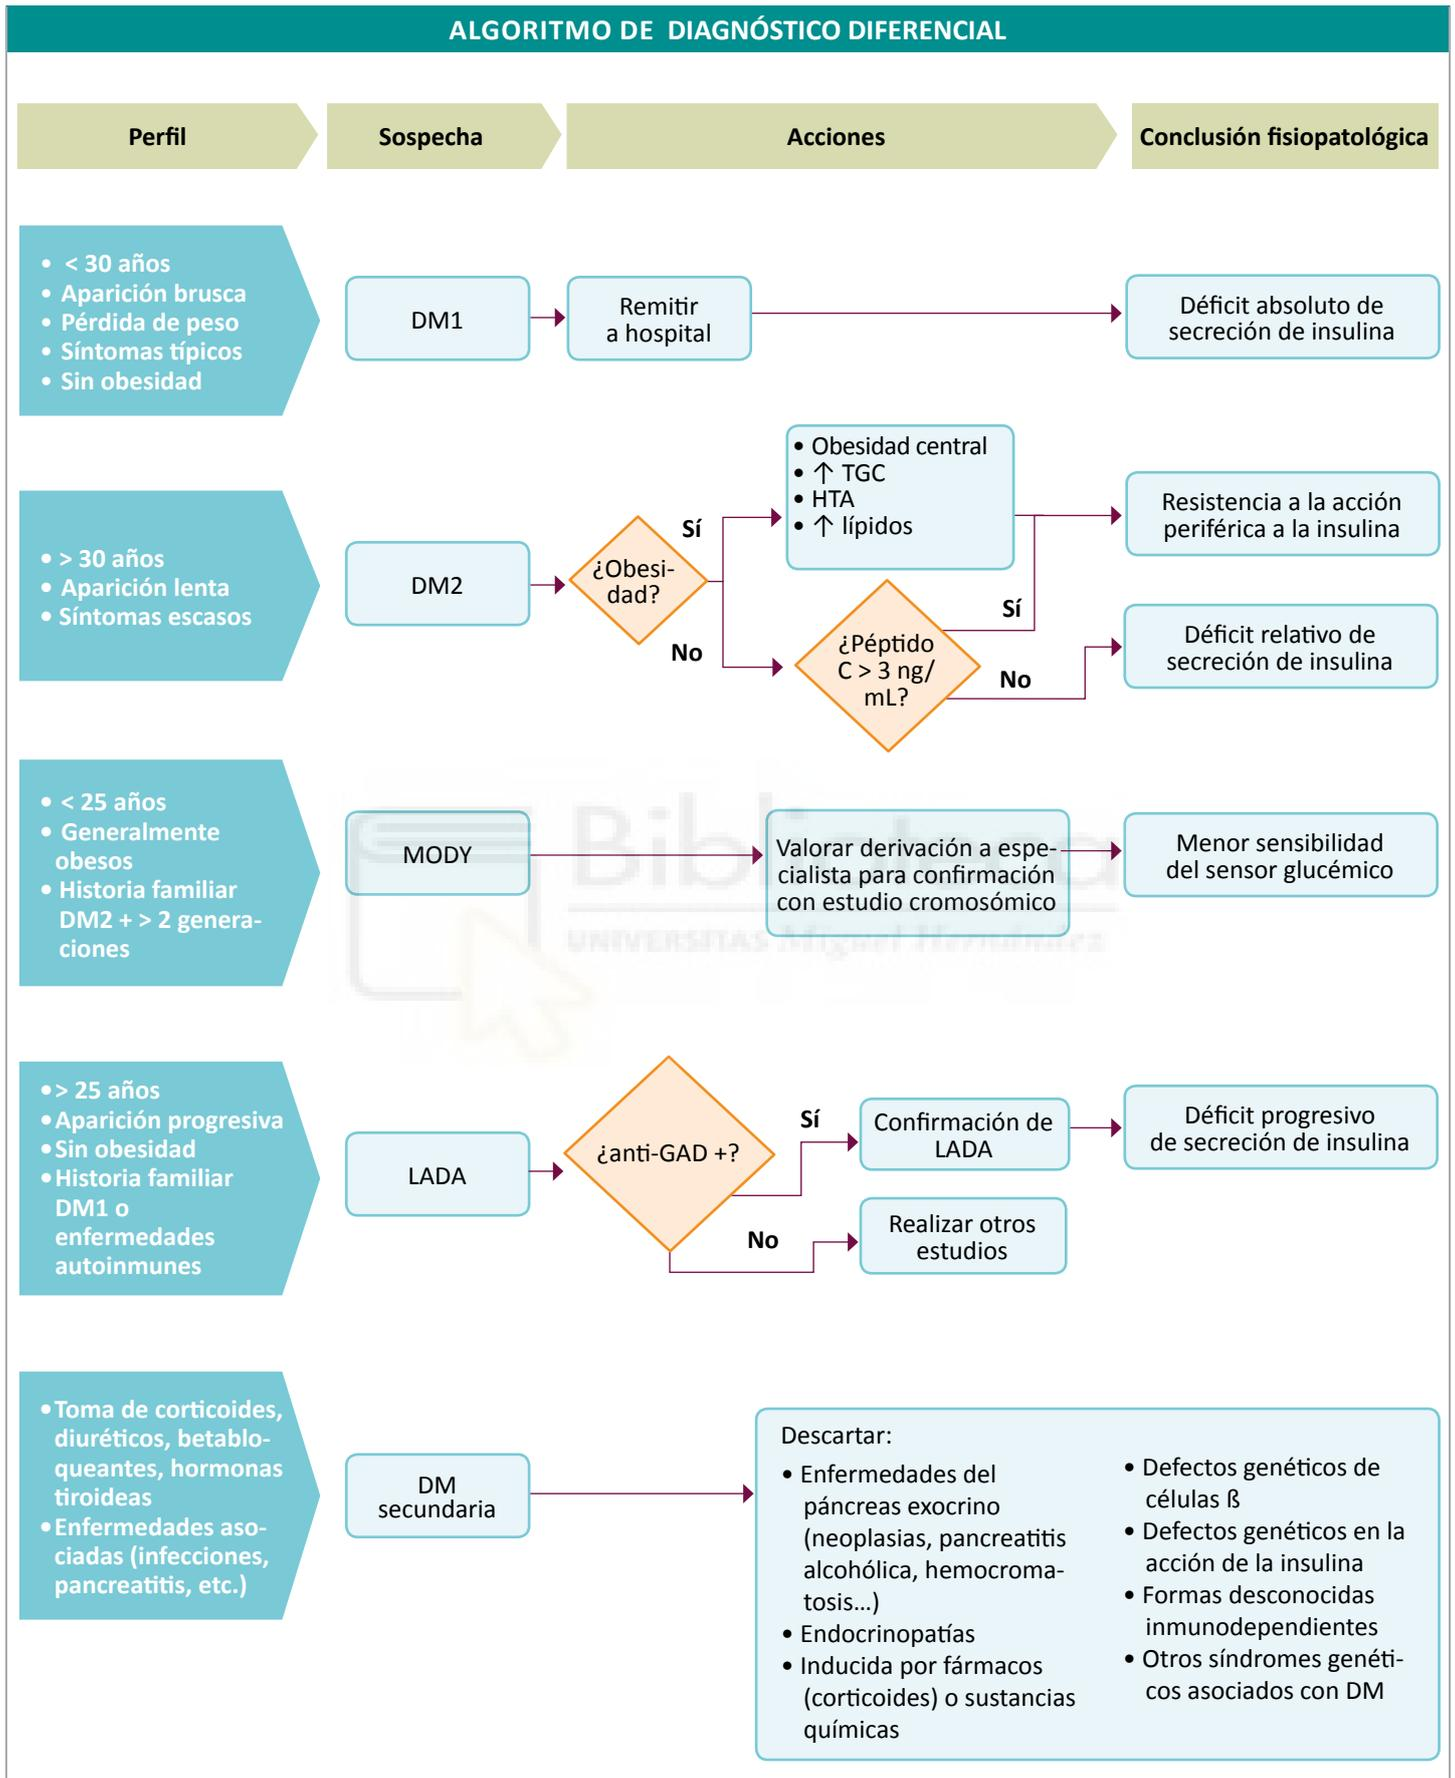 ALGORITMO DE DIAGNÓSTICO DIFERENCIAL
Perfil
Sospecha
Acciones
Conclusión fisiopatológica
• < 30 años
• Aparición brusca
• Pérdida de peso
• Síntomas típicos
• Sin obesidad
DM1
Remitir
a hospital
Déficit absoluto de
secreción de insulina
• > 30 años
• Aparición lenta
• Síntomas escasos
DM2
¿Obesi-
dad?
Sí
No
• Obesidad central
• ↑ TGC
• HTA
• ↑ lípidos
¿Péptido
C > 3 ng/
mL?
Sí
No
Resistencia a la acción
periférica a la insulina
Déficit relativo de
secreción de insulina
• < 25 años
• Generalmente
obesos
• Historia familiar
DM2 + > 2 genera-
ciones
MODY
Valorar derivación a espe-
cialista para confirmación
con estudio cromosómico
Menor sensibilidad
del sensor glucémico
Biblioteca
UNIVERSITAS Miguel Hernández
• > 25 años
• Aparición progresiva
• Sin obesidad
• Historia familiar
DM1 o
enfermedades
autoinmunes
LADA
¿anti-GAD +?
Sí
No
Confirmación de
LADA
Realizar otros
estudios
Déficit progresivo
de secreción de insulina
• Toma de corticoides,
diuréticos, betablo-
queantes, hormonas
tiroideas
• Enfermedades aso-
ciadas (infecciones,
pancreatitis, etc.)
DM
secundaria
Descartar:
• Enfermedades del
páncreas exocrino
(neoplasias, pancreatitis
alcohólica, hemocroma-
tosis...)
• Endocrinopatías
• Inducida por fármacos
(corticoides) o sustancias
químicas
• Defectos genéticos de
células ß
• Defectos genéticos en la
acción de la insulina
• Formas desconocidas
inmunodependientes
• Otros síndromes genéti-
cos asociados con DM